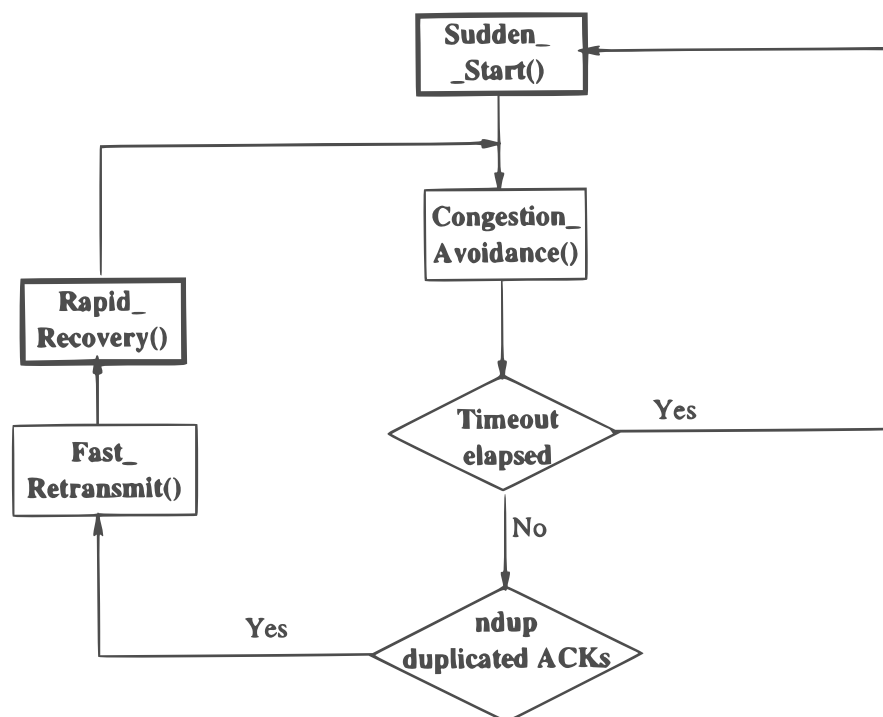 Sudden_
_Start()
Congestion_
Avoidance()
Rapid_
Recovery()
Timeout
elapsed
Yes
Fast_
Retransmit()
No
Yes
ndup
duplicated ACKs